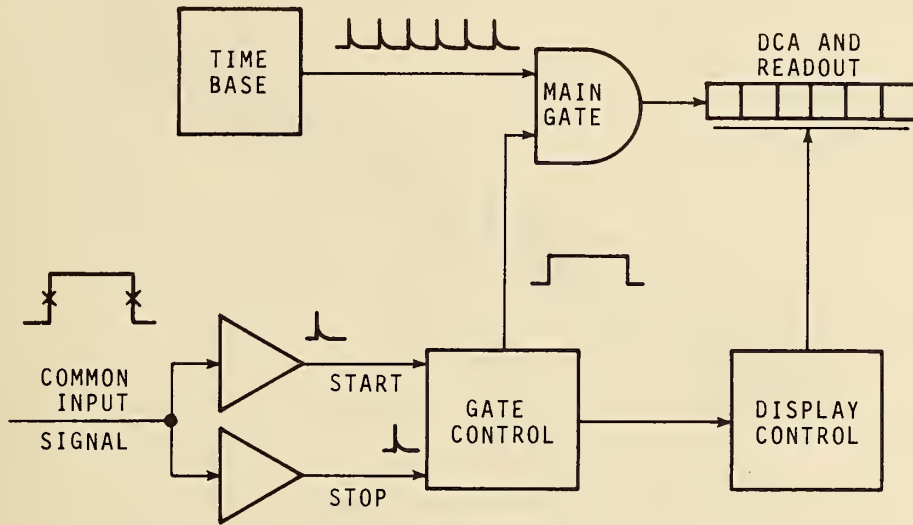 TIME
BASE
MAIN
GATE
DCA AND
READOUT
COMMON
INPUT
SIGNAL
START
STOP
GATE
CONTROL
DISPLAY
CONTROL